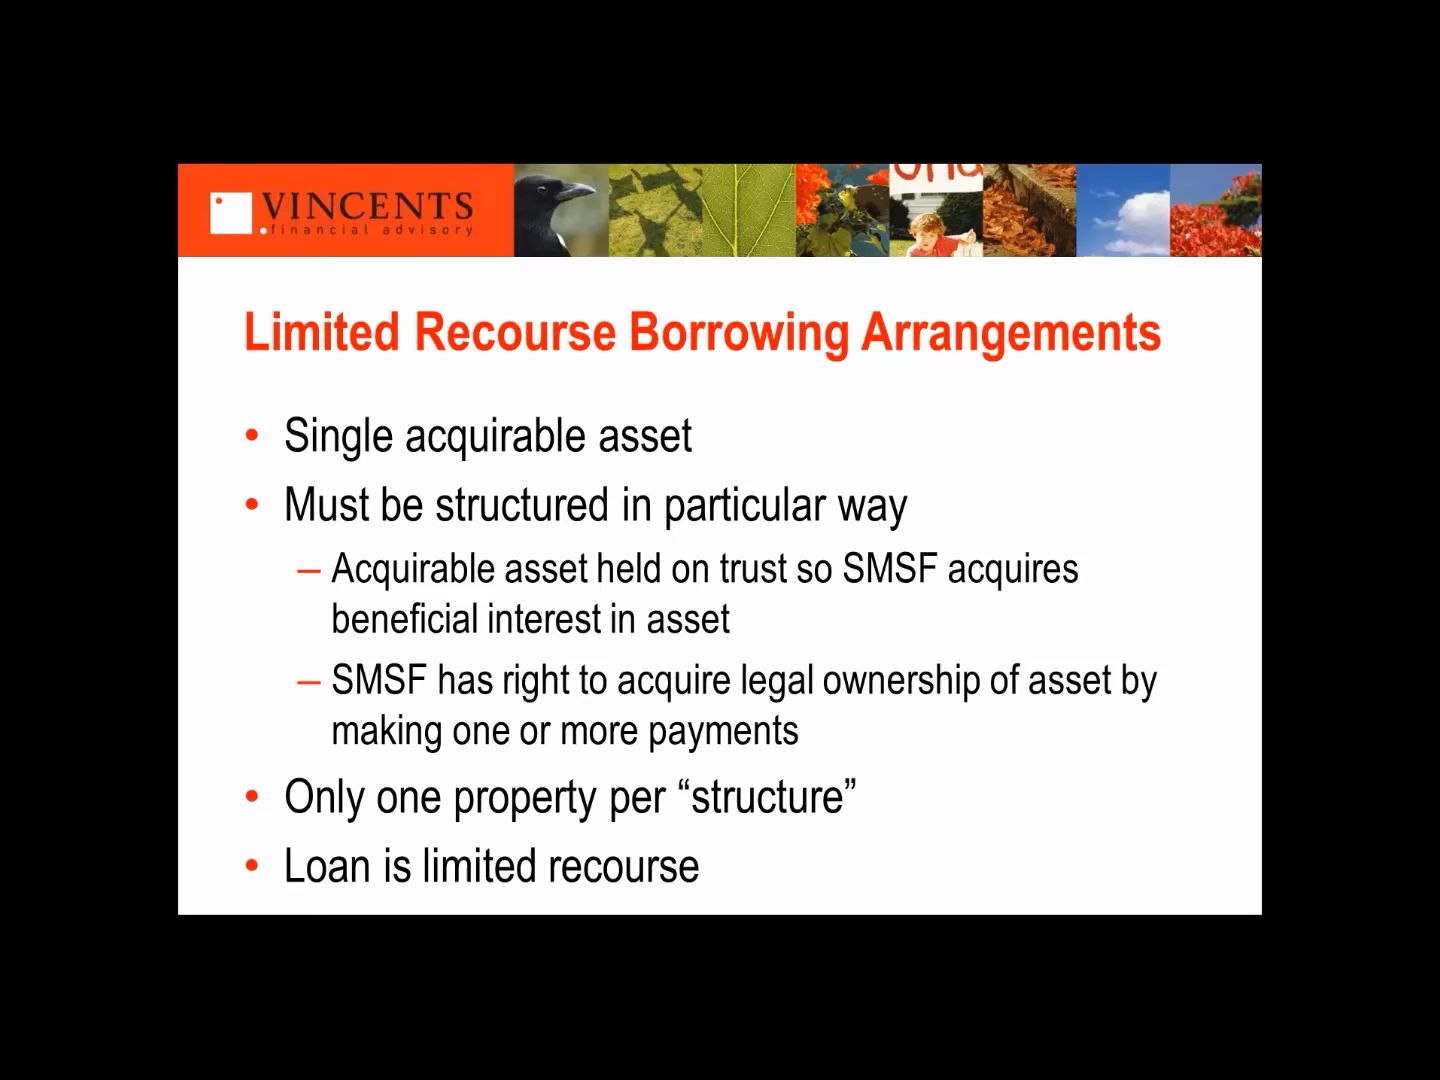 VINCENTS
financial advisory
Limited Recourse Borrowing Arrangements
• Single acquirable asset
• Must be structured in particular way
– Acquirable asset held on trust so SMSF acquires
beneficial interest in asset
– SMSF has right to acquire legal ownership of asset by
making one or more payments
• Only one property per “structure”
• Loan is limited recourse